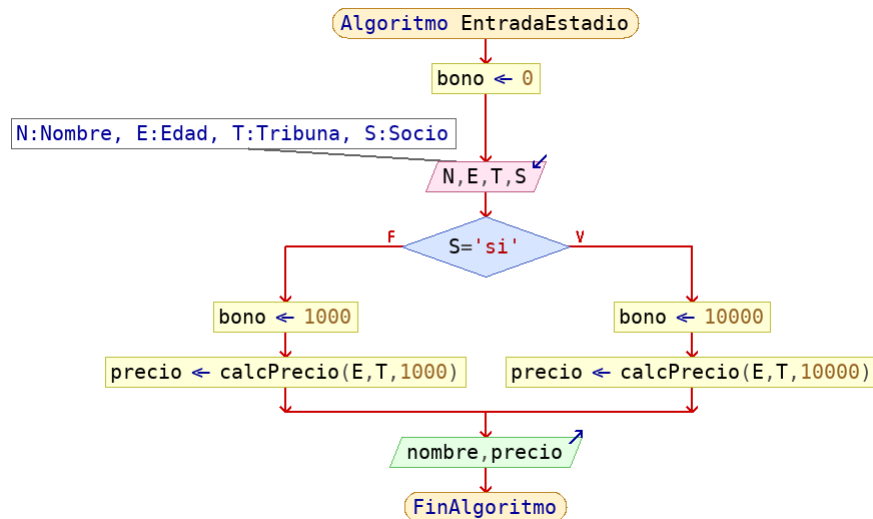 Algoritmo EntradaEstadio
bono ← 0
N:Nombre, E:Edad, T:Tribuna, S:Socio
N,E,T,S
F
S='si'
V
bono ← 1000
bono ← 10000
precio ← calcPrecio(E,T,1000)
precio ← calcPrecio(E,T,10000)
nombre,precio
FinAlgoritmo